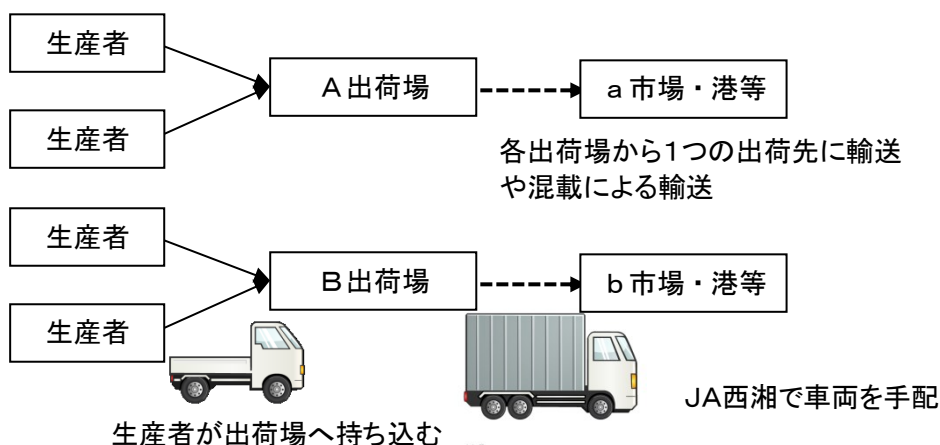 生産者
A出荷場
a市場・港等
生産者
各出荷場から1つの出荷先に輸送
や混載による輸送
生産者
B出荷場
b市場・港等
生産者
JA西湘で車両を手配
生産者が出荷場へ持ち込む